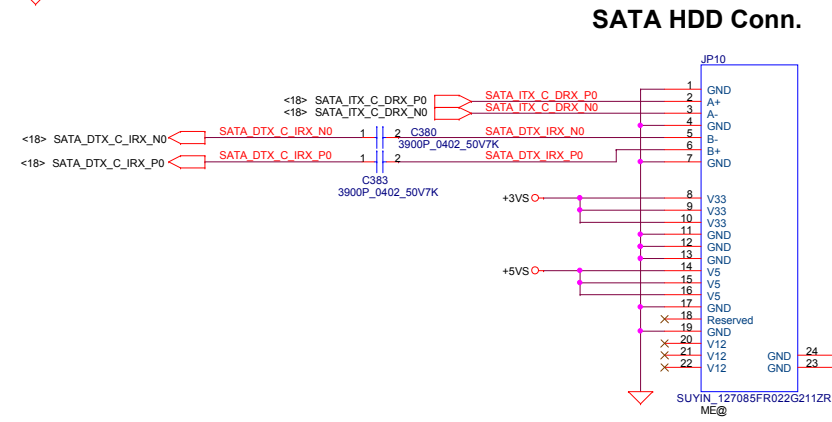 SATA HDD Conn.
JP10
<18> SATA_ITX_C_DRX_P0 SATA_ITX_C_DRX_P0
<18> SATA_ITX_C_DRX_N0 SATA_ITX_C_DRX_N0
<18> SATA_DTX_C_IRX_N0 SATA_DTX_C_IRX_N0 1 2 C380 SATA_DTX_IRX_N0
3900P_0402_50V7K
<18> SATA_DTX_C_IRX_P0 SATA_DTX_C_IRX_P0 1 2 SATA_DTX_IRX_P0
C383
3900P_0402_50V7K
1 GND
2 A+
3 A-
4 GND
5 B-
6 B+
7 GND
+3VS 8 V33
9 V33
10 V33
11 GND
12 GND
13 GND
+5VS 14 V5
15 V5
16 V5
17 GND
18 Reserved
19 GND
20 V12
21 V12 GND 24
22 V12 GND 23
SUYIN_127085FR022G211ZR
ME@